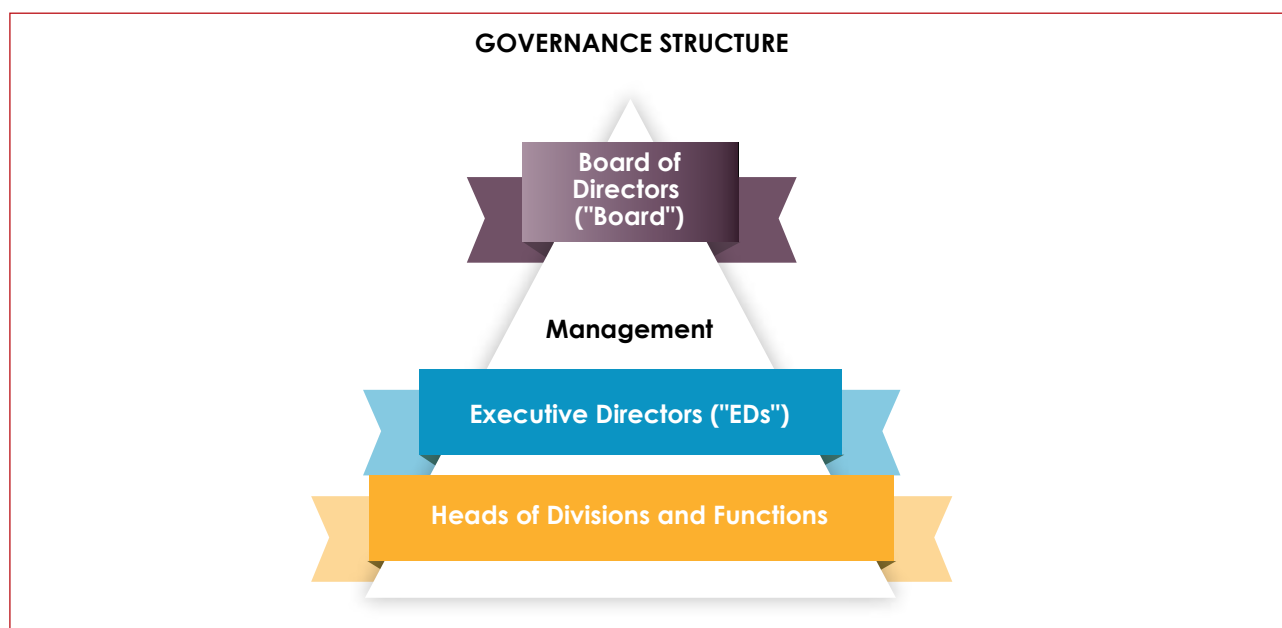 GOVERNANCE STRUCTURE
Board of
Directors
("Board")
Management
Executive Directors ("EDs")
Heads of Divisions and Functions